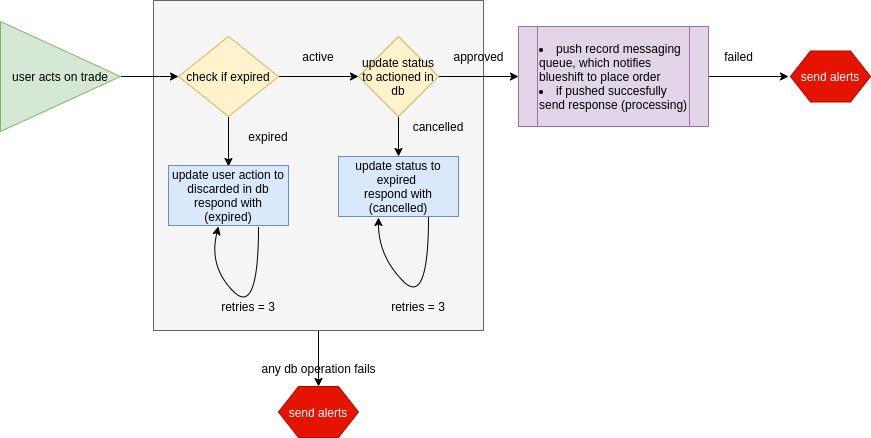 user acts on trade
check if expired
active
update status
to actioned in
db
approved
• push record messaging
queue, which notifies
blueshift to place order
• if pushed succesfully
send response (processing)
failed
send alerts
expired
cancelled
update user action to
discarded in db
respond with
(expired)
update status to
expired
respond with
(cancelled)
retries = 3
retries = 3
any db operation fails
send alerts